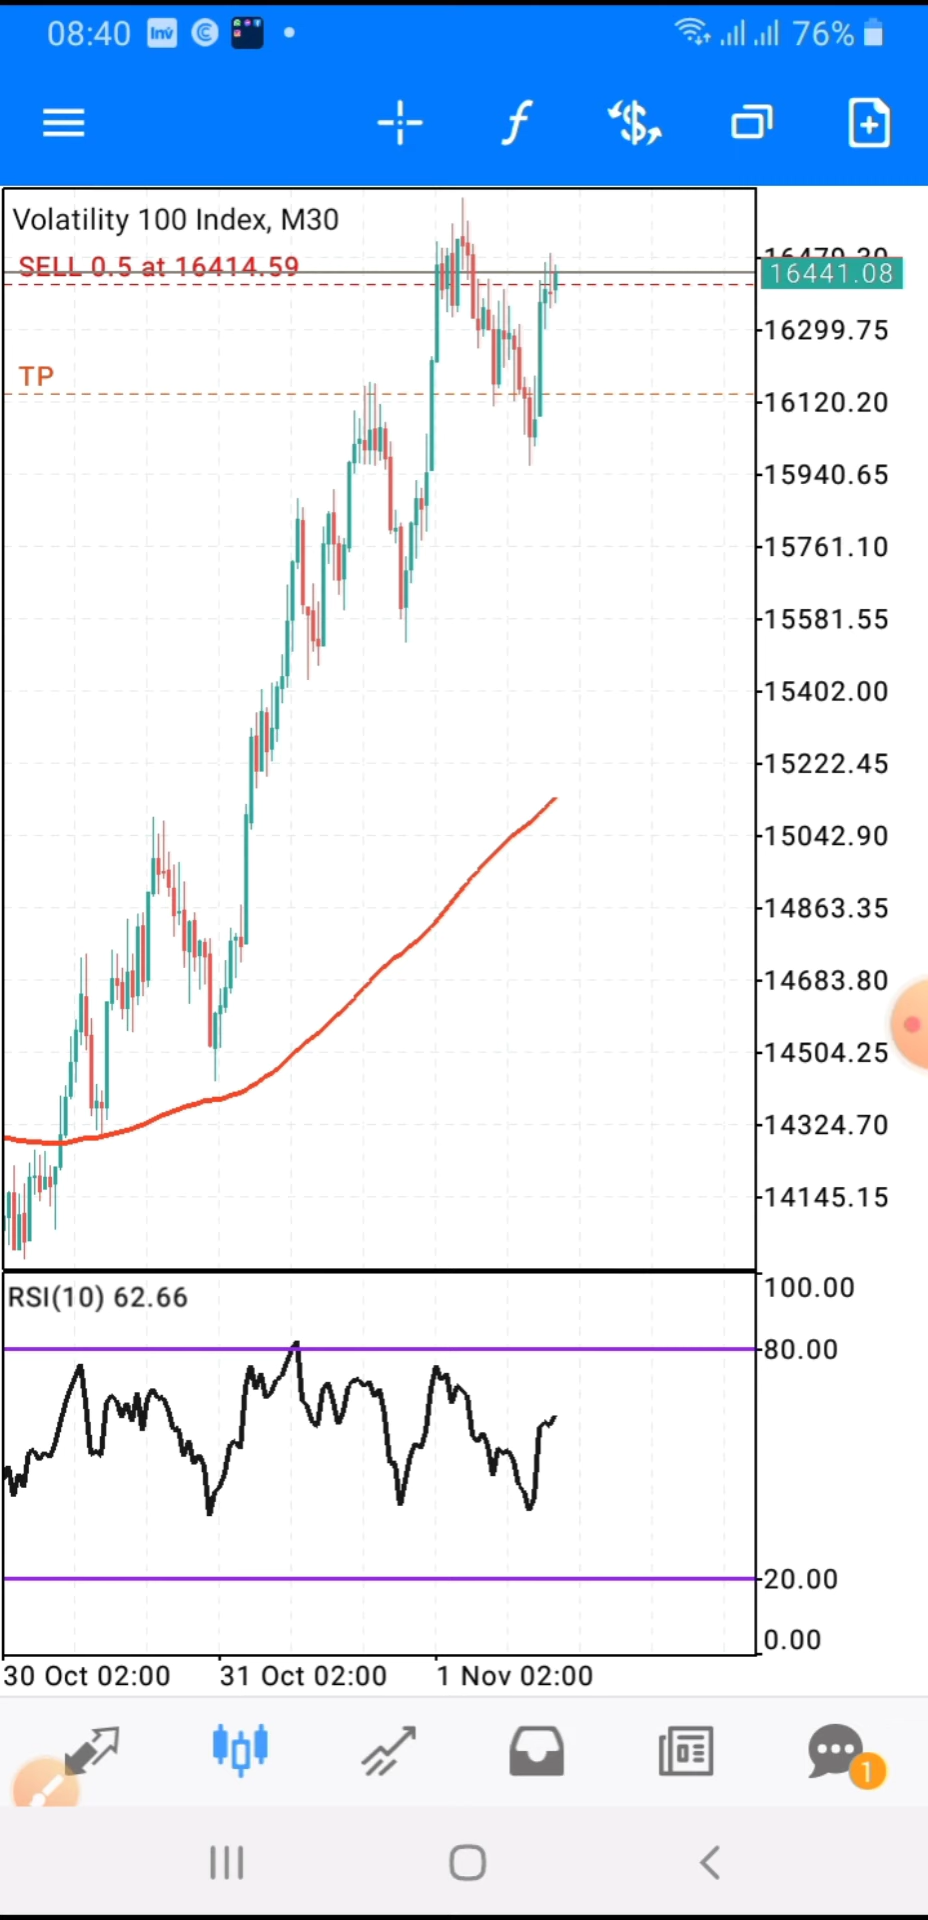 08:40 Inv 76%
f $
Volatility 100 Index, M30
SELL 0.5 at 16414.59
TP
16479.30
16441.08
16299.75
16120.20
15940.65
15761.10
15581.55
15402.00
15222.45
15042.90
14863.35
14683.80
14504.25
14324.70
14145.15
RSI(10) 62.66
100.00
80.00
20.00
0.00
30 Oct 02:00 31 Oct 02:00 1 Nov 02:00
1